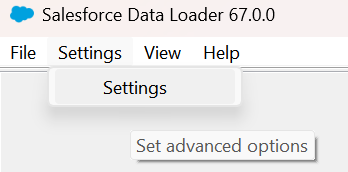 Salesforce Data Loader 67.0.0
File Settings View Help
Settings
Set advanced options